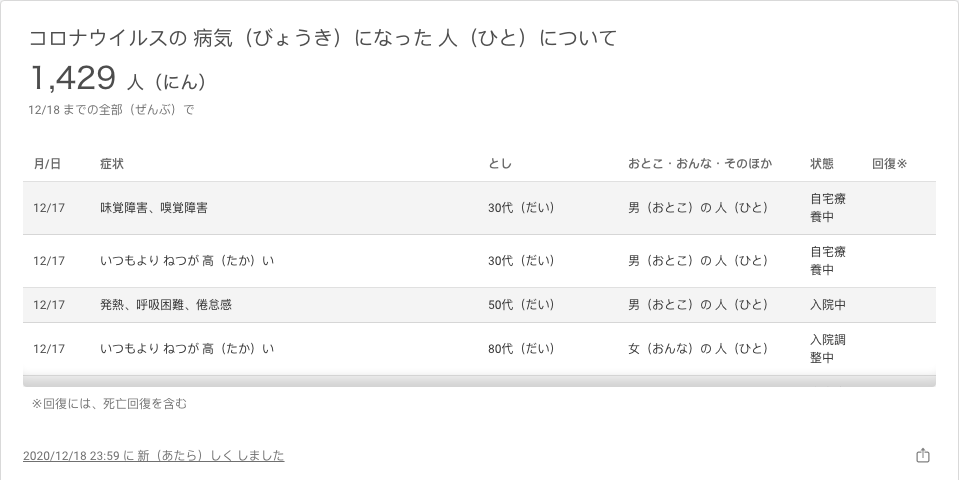 コロナウイルスの 病気（びょうき）になった 人（ひと）について
1,429 人（にん）
12/18 までの全部（ぜんぶ）で
月/日 症状 とし おとこ・おんな・そのほか 状態 回復※
12/17 味覚障害、嗅覚障害 30代（だい） 男（おとこ）の 人（ひと） 自宅療
養中
12/17 いつもより ねつが 高（たか）い 30代（だい） 男（おとこ）の 人（ひと） 自宅療
養中
12/17 発熱、呼吸困難、倦怠感 50代（だい） 男（おとこ）の 人（ひと） 入院中
12/17 いつもより ねつが 高（たか）い 80代（だい） 女（おんな）の 人（ひと） 入院調
整中
※回復には、死亡回復を含む
2020/12/18 23:59 に 新（あたら）しく しました